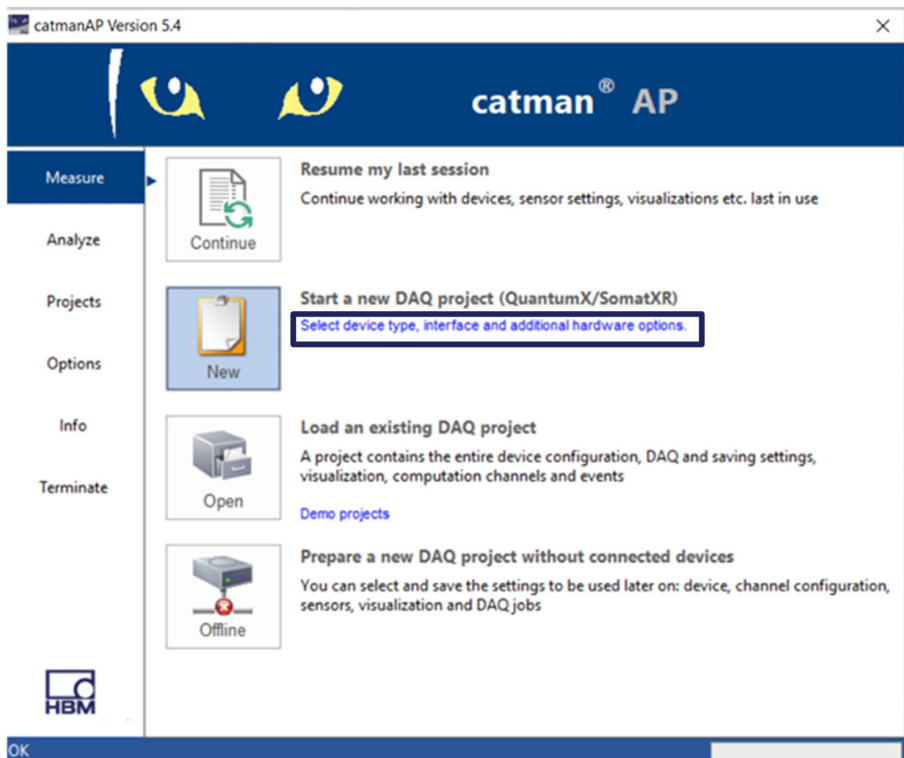 catmanAP Version 5.4
catman® AP
Measure
Analyze
Projects
Options
Info
Terminate
Continue
Resume my last session
Continue working with devices, sensor settings, visualizations etc. last in use
New
Start a new DAQ project (QuantumX/SomatXR)
Select device type, interface and additional hardware options.
Open
Load an existing DAQ project
A project contains the entire device configuration, DAQ and saving settings,
visualization, computation channels and events
Demo projects
Offline
Prepare a new DAQ project without connected devices
You can select and save the settings to be used later on: device, channel configuration,
sensors, visualization and DAQ jobs
HBM
OK